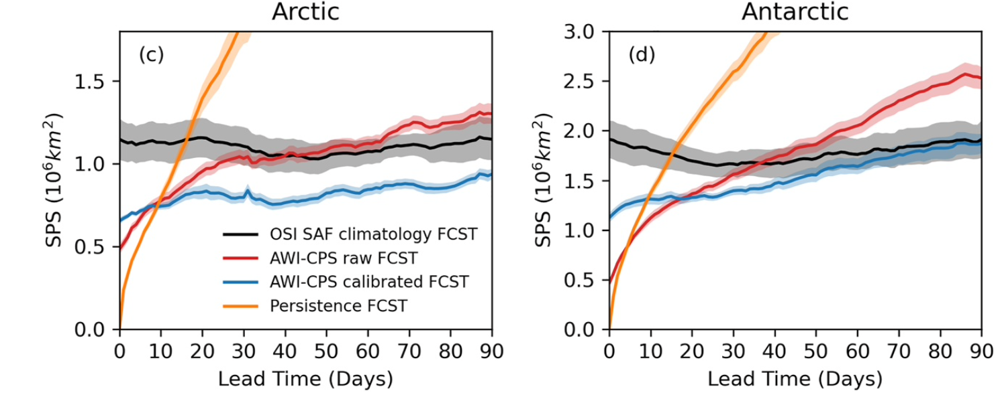 Arctic
(c)
SPS (10⁶km²)
1.5
1.0
0.5
0.0
OSI SAF climatology FCST
AWI-CPS raw FCST
AWI-CPS calibrated FCST
Persistence FCST
0 10 20 30 40 50 60 70 80 90
Lead Time (Days)
Antarctic
(d)
SPS (10⁶km²)
3.0
2.5
2.0
1.5
1.0
0.5
0.0
0 10 20 30 40 50 60 70 80 90
Lead Time (Days)